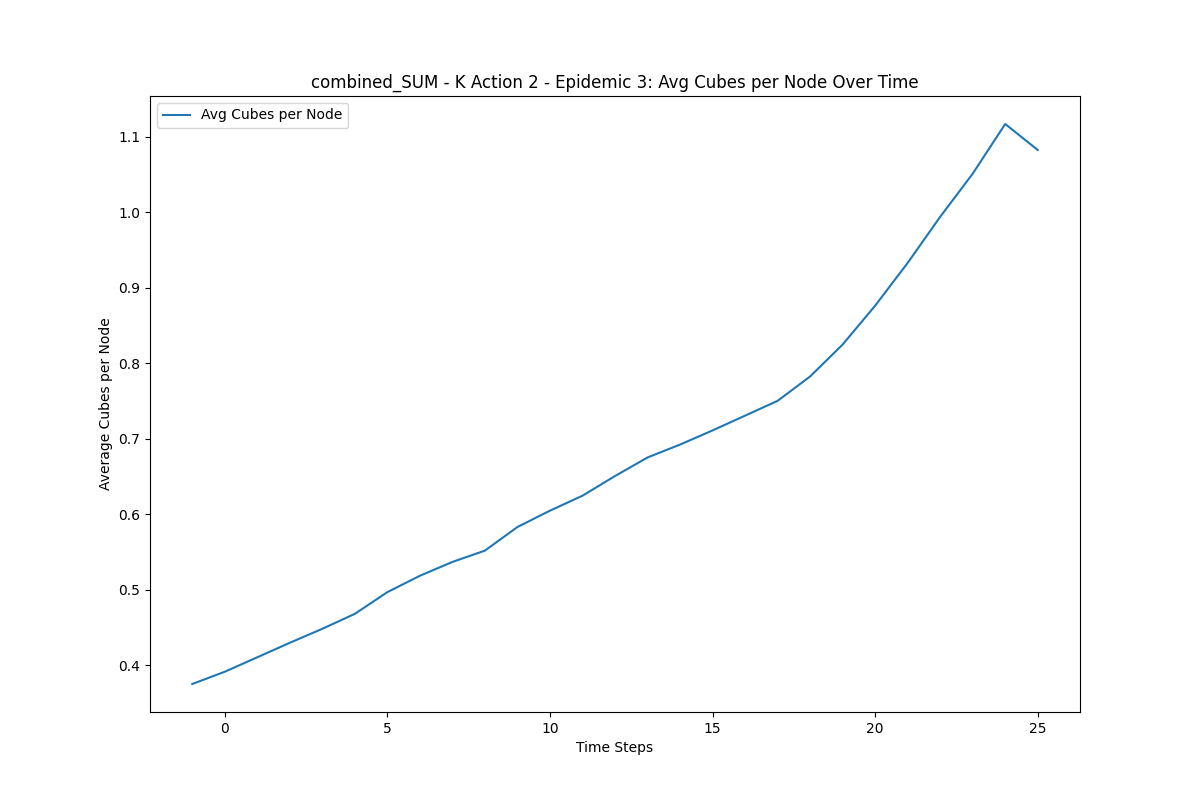 combined_SUM - K Action 2 - Epidemic 3: Avg Cubes per Node Over Time
Avg Cubes per Node
1.1
1.0
0.9
0.8
0.7
0.6
0.5
0.4
Average Cubes per Node
0 5 10 15 20 25
Time Steps